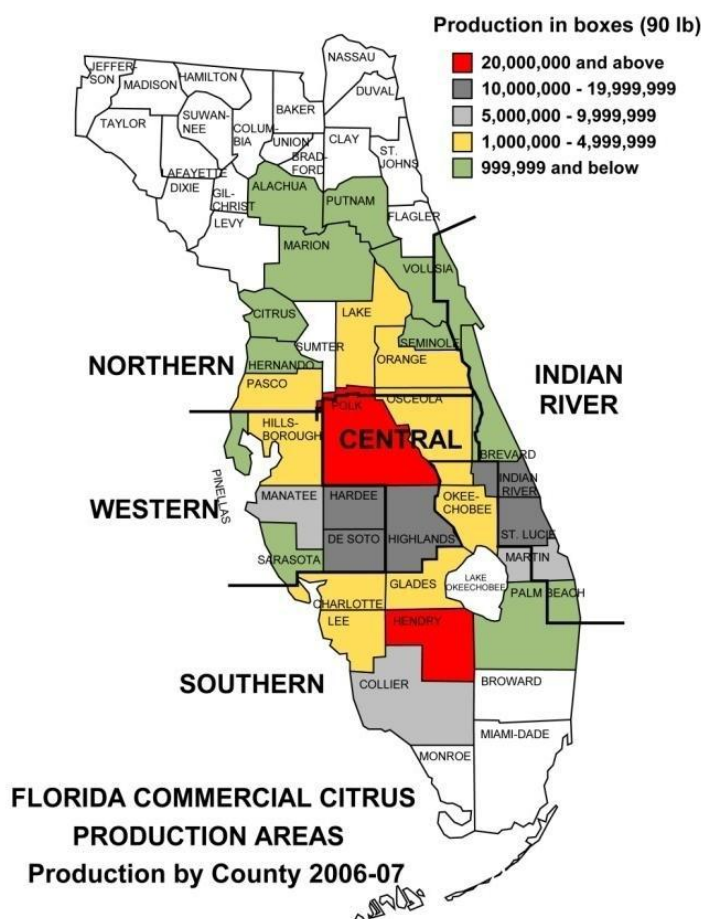 Production in boxes (90 lb)
20,000,000 and above
10,000,000 - 19,999,999
5,000,000 - 9,999,999
1,000,000 - 4,999,999
999,999 and below
NASSAU
JEFFER-
SON
MADISON
HAMILTON
DUVAL
BAKER
TAYLOR
SUWAN-
NEE
COLUM-
BIA
UNION
BRAD-
FORD
CLAY
ST.
JOHNS
LAFAYETTE
DIXIE
GIL-
CHRIST
ALACHUA
PUTNAM
FLAGLER
LEVY
MARION
VOLUSIA
CITRUS
LAKE
SUMTER
SEMINOLE
ORANGE
HERNANDO
NORTHERN
PASCO
INDIAN
RIVER
POLK
OSCEOLA
HILLS-
BOROUGH
CENTRAL
BREVARD
PINELLAS
INDIAN
RIVER
WESTERN
MANATEE
HARDEE
OKEE-
CHOBEE
DE SOTO
HIGHLANDS
ST. LUCIE
SARASOTA
MARTIN
GLADES
LAKE
OKEECHOBEE
PALM BEACH
CHARLOTTE
LEE
HENDRY
SOUTHERN
COLLIER
BROWARD
MIAMI-DADE
MONROE
FLORIDA COMMERCIAL CITRUS
PRODUCTION AREAS
Production by County 2006-07